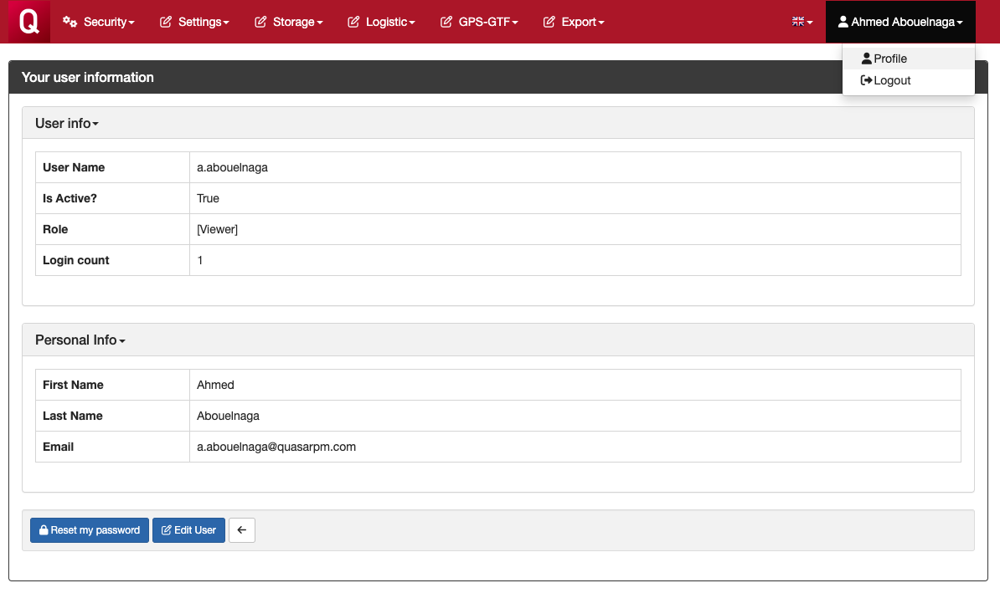 Q Security Settings Storage Logistic GPS-GTF Export Ahmed Abouelnaga
Profile
Logout
Your user information
User info
User Name a.abouelnaga
Is Active? True
Role [Viewer]
Login count 1
Personal Info
First Name Ahmed
Last Name Abouelnaga
Email a.abouelnaga@quasarpm.com
Reset my password Edit User